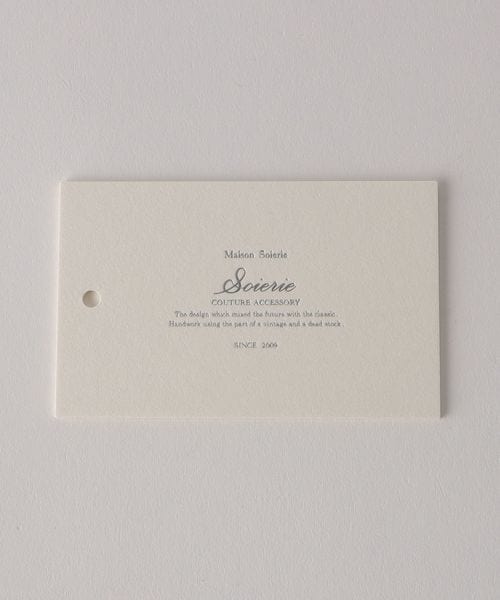 Maison Soierie
Soierie
COUTURE ACCESSORY
The design which mixed the future with the classic.
Handwork using the part of a vintage and a dead stock.
SINCE 2009